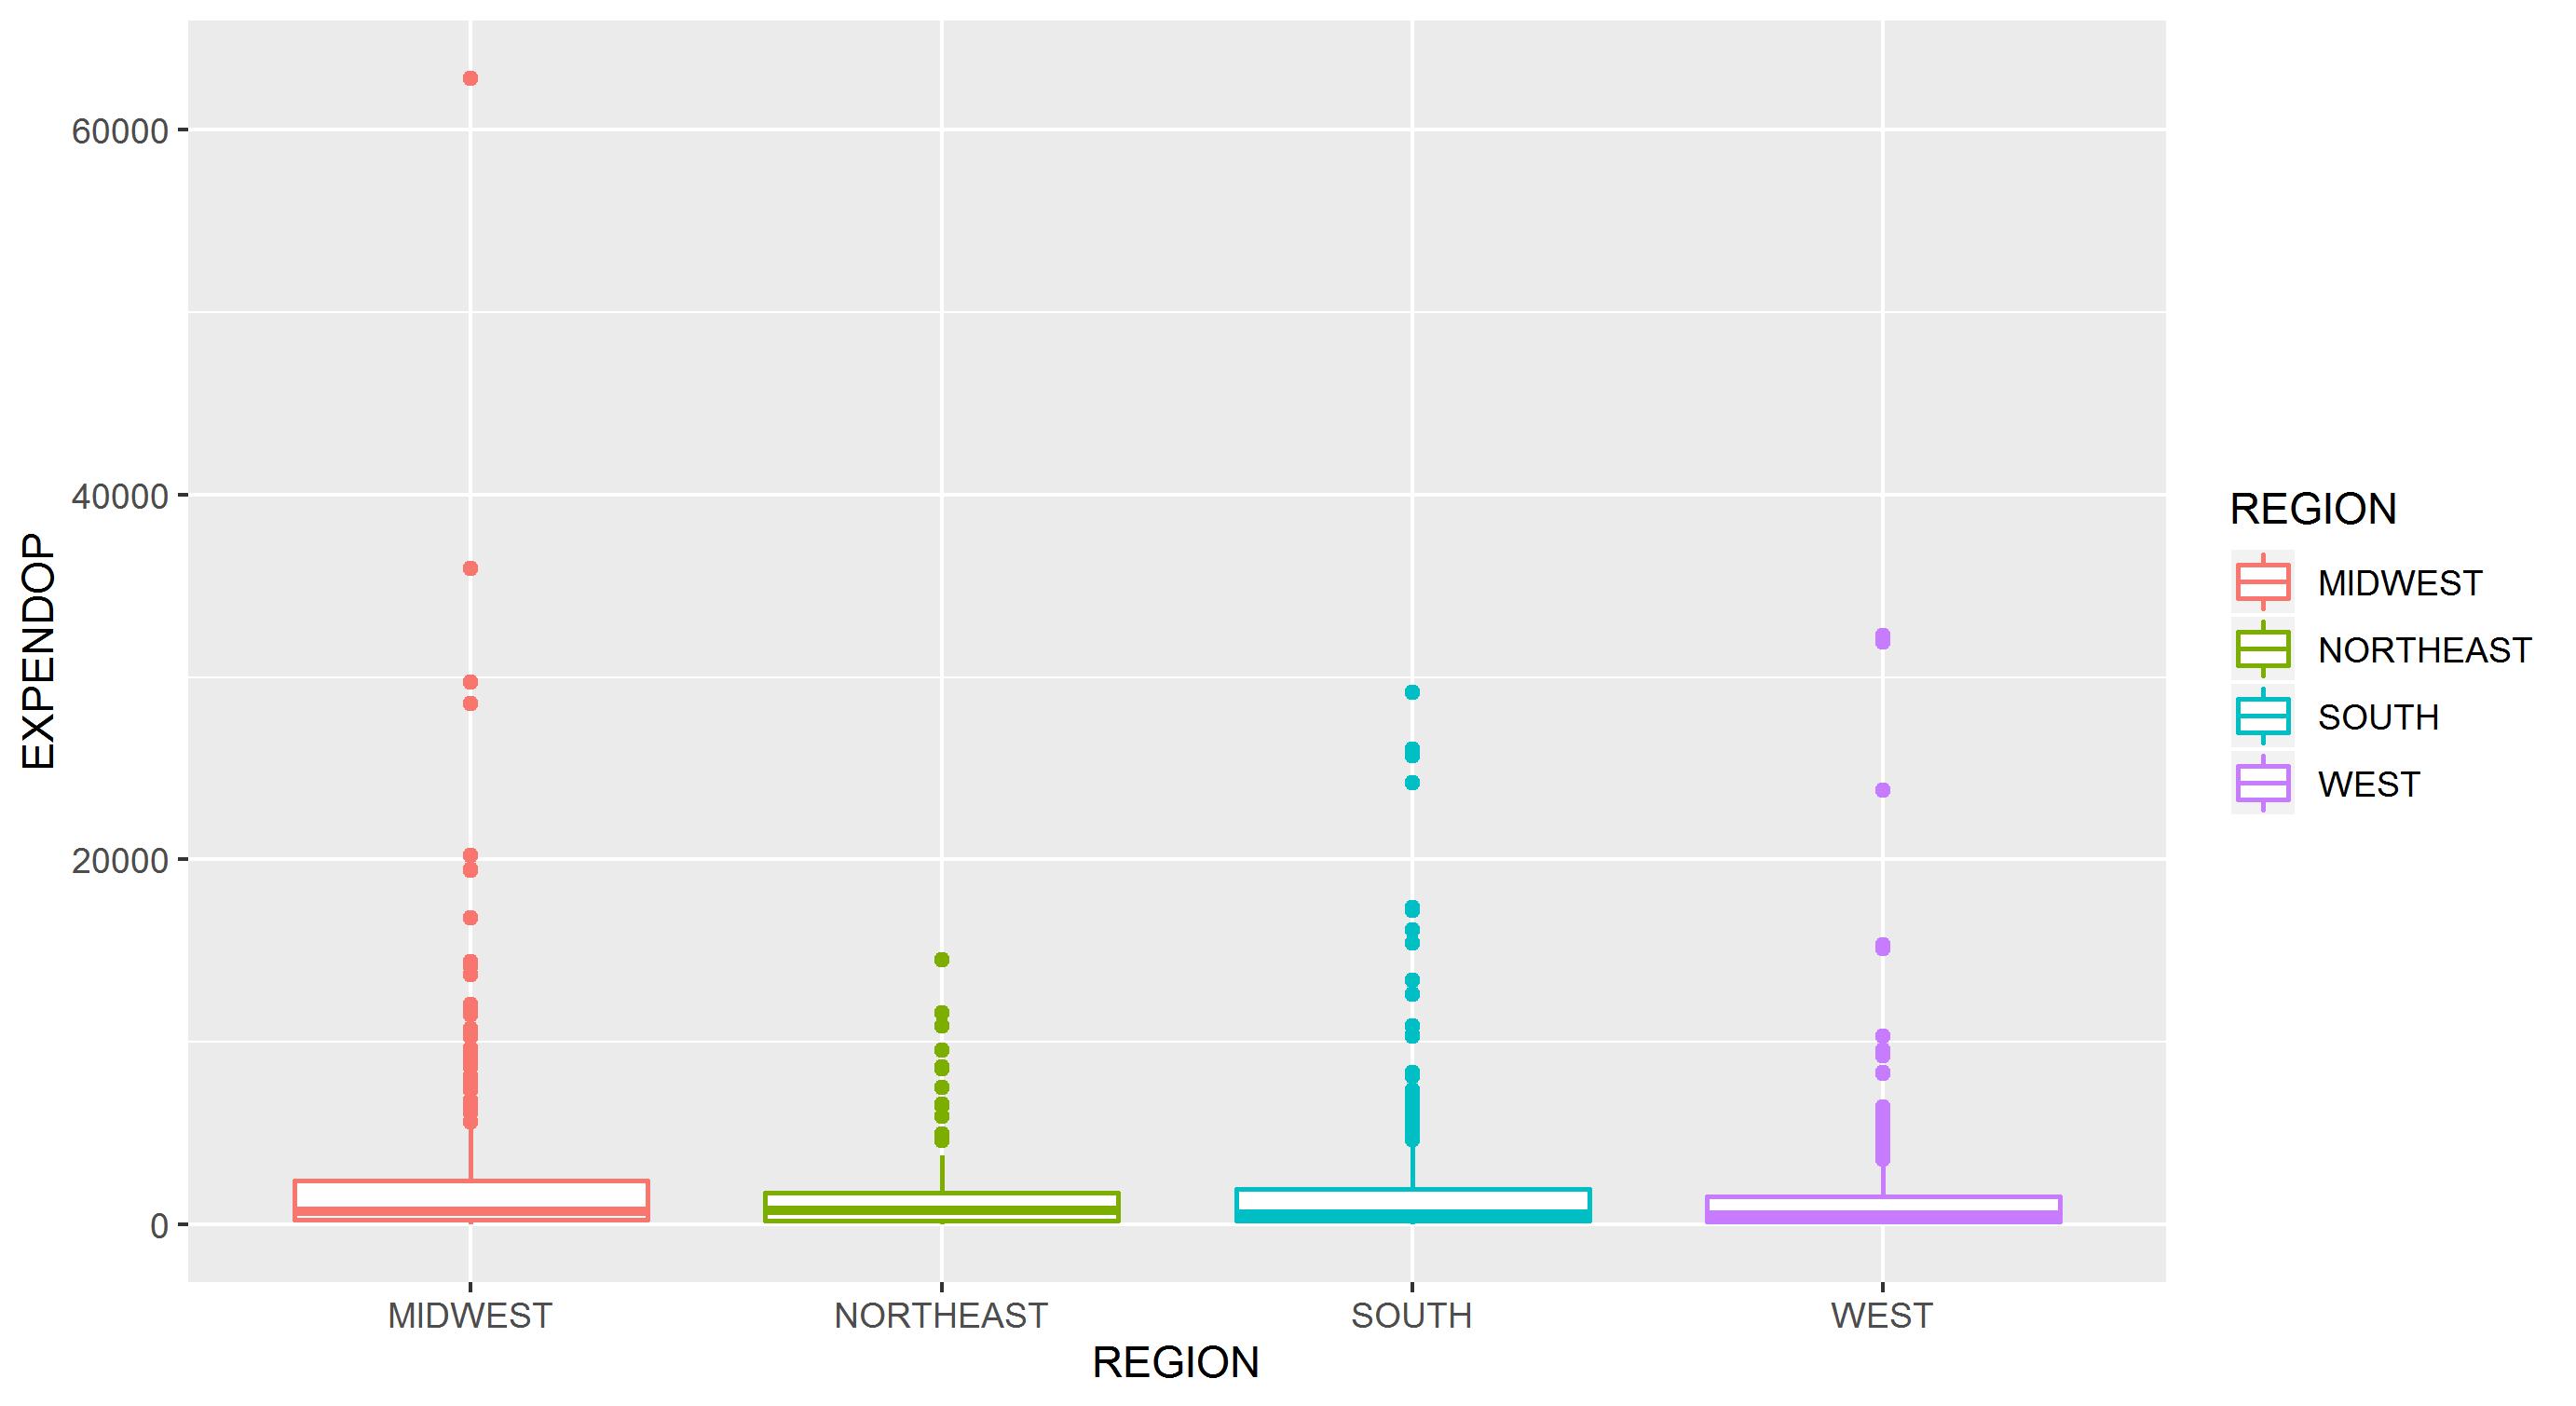 60000
40000
20000
0
EXPENDOP
MIDWEST
NORTHEAST
SOUTH
WEST
REGION
REGION
MIDWEST
NORTHEAST
SOUTH
WEST